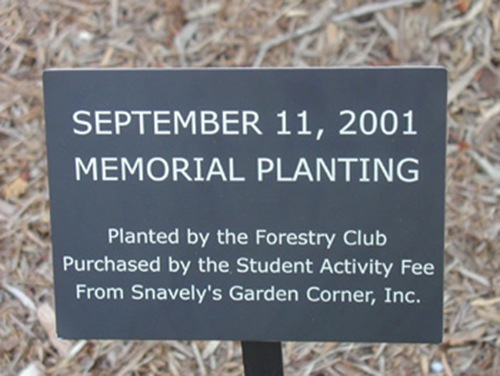 SEPTEMBER 11, 2001
MEMORIAL PLANTING
Planted by the Forestry Club
Purchased by the Student Activity Fee
From Snavely's Garden Corner, Inc.